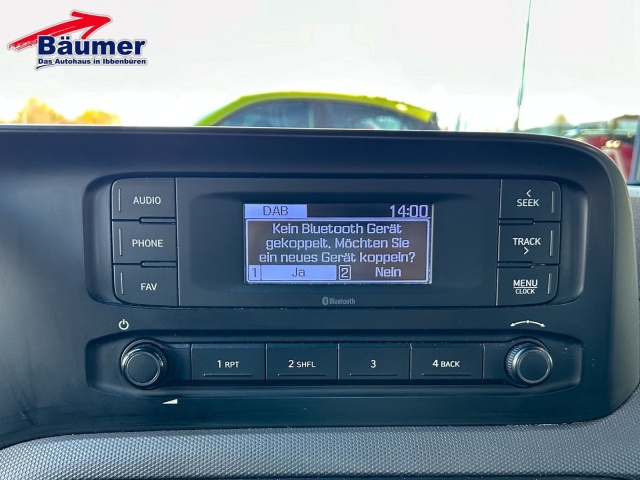 Bäumer
Das Autohaus in Ibbenbüren
AUDIO
PHONE
FAV
DAB 14:00
Kein Bluetooth Gerät
gekoppelt. Möchten Sie
ein neues Gerät koppeln?
1 Ja 2 Nein
Bluetooth
< SEEK
TRACK >
MENU
CLOCK
1 RPT
2 SHFL
3
4 BACK